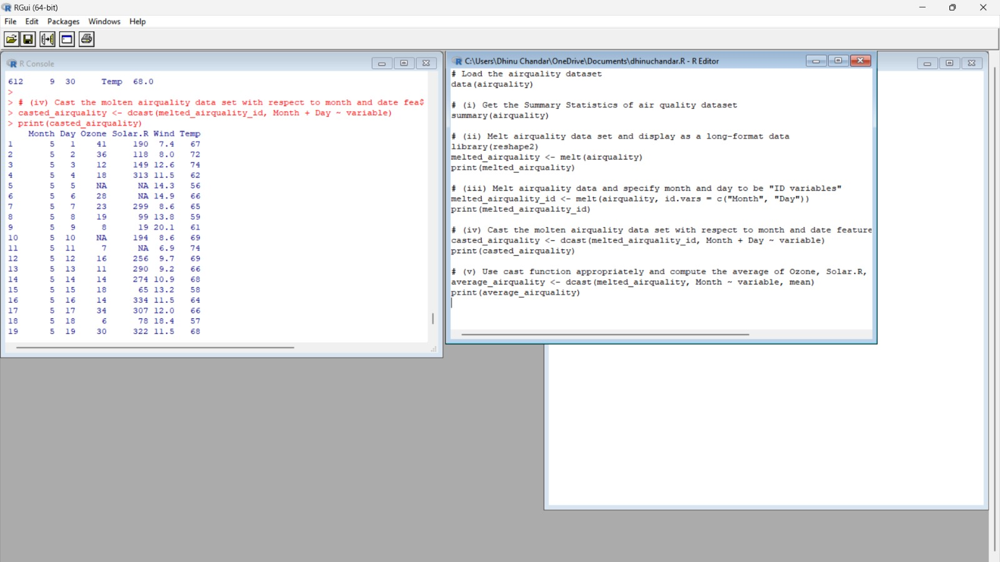 RGui (64-bit)
File Edit Packages Windows Help
R Console
612 9 30 Temp 68.0
>
> # (iv) Cast the molten airquality data set with respect to month and date fea$
> casted_airquality <- dcast(melted_airquality_id, Month + Day ~ variable)
> print(casted_airquality)
Month Day Ozone Solar.R Wind Temp
1 5 1 41 190 7.4 67
2 5 2 36 118 8.0 72
3 5 3 12 149 12.6 74
4 5 4 18 313 11.5 62
5 5 5 NA NA 14.3 56
6 5 6 28 NA 14.9 66
7 5 7 23 299 8.6 65
8 5 8 19 99 13.8 59
9 5 9 8 19 20.1 61
10 5 10 NA 194 8.6 69
11 5 11 7 NA 6.9 74
12 5 12 16 256 9.7 69
13 5 13 11 290 9.2 66
14 5 14 14 274 10.9 68
15 5 15 18 65 13.2 58
16 5 16 14 334 11.5 64
17 5 17 34 307 12.0 66
18 5 18 6 78 18.4 57
19 5 19 30 322 11.5 68
C:\Users\Dhinu Chandar\OneDrive\Documents\dhinuchandar.R - R Editor
# Load the airquality dataset
data(airquality)
# (i) Get the Summary Statistics of air quality dataset
summary(airquality)
# (ii) Melt airquality data set and display as a long-format data
library(reshape2)
melted_airquality <- melt(airquality)
print(melted_airquality)
# (iii) Melt airquality data and specify month and day to be "ID variables"
melted_airquality_id <- melt(airquality, id.vars = c("Month", "Day"))
print(melted_airquality_id)
# (iv) Cast the molten airquality data set with respect to month and date feature
casted_airquality <- dcast(melted_airquality_id, Month + Day ~ variable)
print(casted_airquality)
# (v) Use cast function appropriately and compute the average of Ozone, Solar.R,
average_airquality <- dcast(melted_airquality, Month ~ variable, mean)
print(average_airquality)